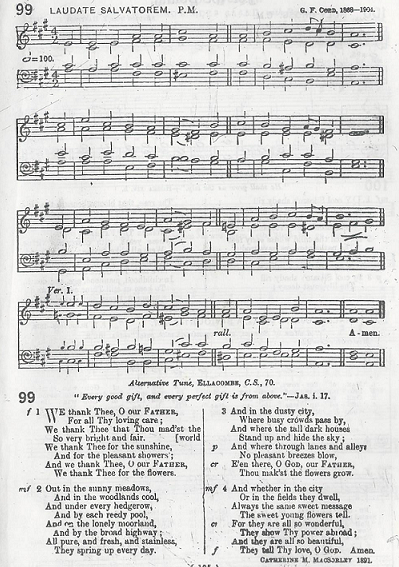 99 LAUDATE SALVATOREM. P.M. G. F. COBB, 1838—1904.
=100.
Ver. 1.
rall. A-men.
Alternative Tune, ELLACOMBE, C.S., 70.
99 "Every good gift, and every perfect gift is from above."—JAS. i. 17.
f 1 WE thank Thee, O our FATHER,
For all Thy loving care;
We thank Thee that Thou mad'st the
So very bright and fair. [world
We thank Thee for the sunshine,
And for the pleasant showers;
And we thank Thee, O our FATHER,
We thank Thee for the flowers.
mf 2 Out in the sunny meadows,
And in the woodlands cool,
And under every hedgerow,
And by each reedy pool,
And on the lonely moorland,
And by the broad highway;
All pure, and fresh, and stainless,
They spring up every day.
3 And in the dusty city,
Where busy crowds pass by,
And where the tall dark houses
Stand up and hide the sky;
p And where through lanes and alleys
No pleasant breezes blow,
cr E'en there, O GOD, our FATHER,
Thou mak'st the flowers grow.
mf 4 And whether in the city
Or in the fields they dwell,
Always the same sweet message
The sweet young flowers tell.
cr For they are all so wonderful,
They show Thy power abroad;
And they are all so beautiful,
f They tell Thy love, O GOD. Amen.
CATHERINE M. MACSORLEY 1891.